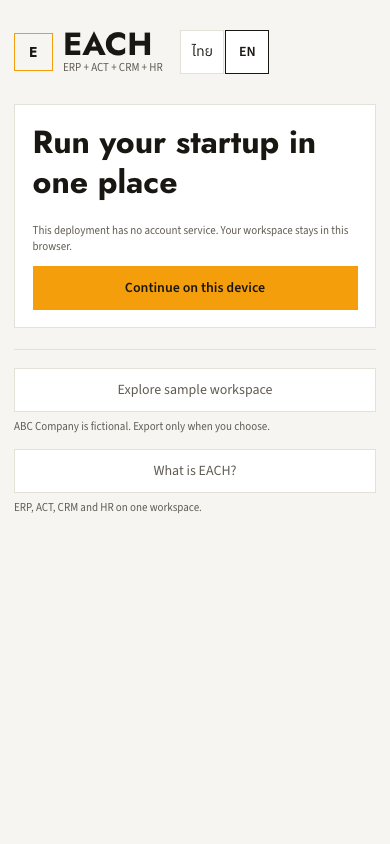 E
EACH
ERP + ACT + CRM + HR
ไทย
EN
Run your startup in
one place
This deployment has no account service. Your workspace stays in this
browser.
Continue on this device
Explore sample workspace
ABC Company is fictional. Export only when you choose.
What is EACH?
ERP, ACT, CRM and HR on one workspace.